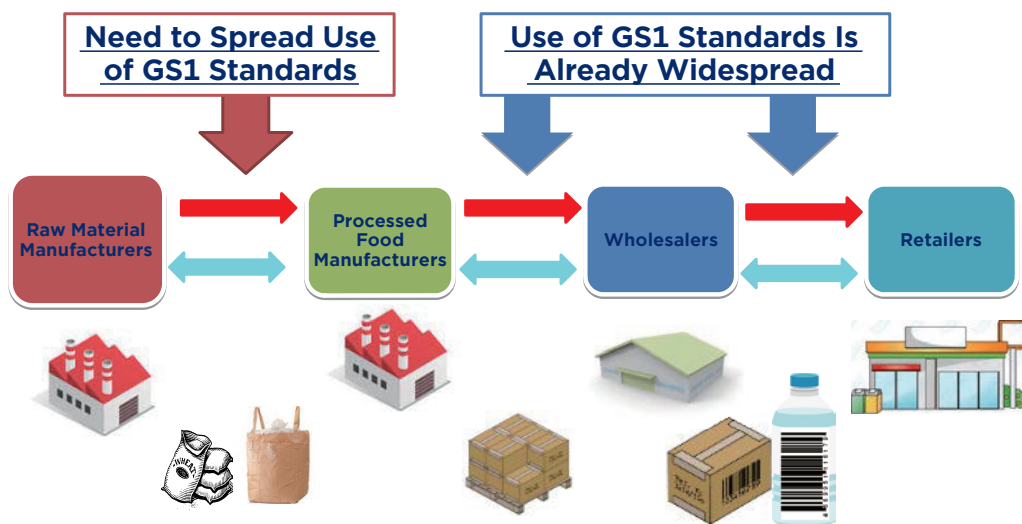 Need to Spread Use
of GS1 Standards
Use of GS1 Standards Is
Already Widespread
Raw Material
Manufacturers
Processed
Food
Manufacturers
Wholesalers
Retailers
WHEAT